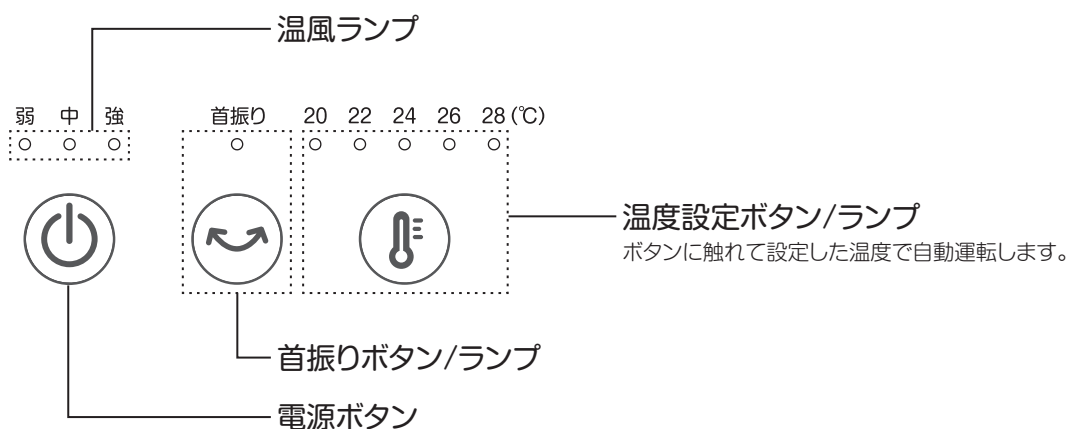 温風ランプ
弱 中 強 首振り 20 22 24 26 28(℃)
温度設定ボタン/ランプ
ボタンに触れて設定した温度で自動運転します。
首振りボタン/ランプ
電源ボタン